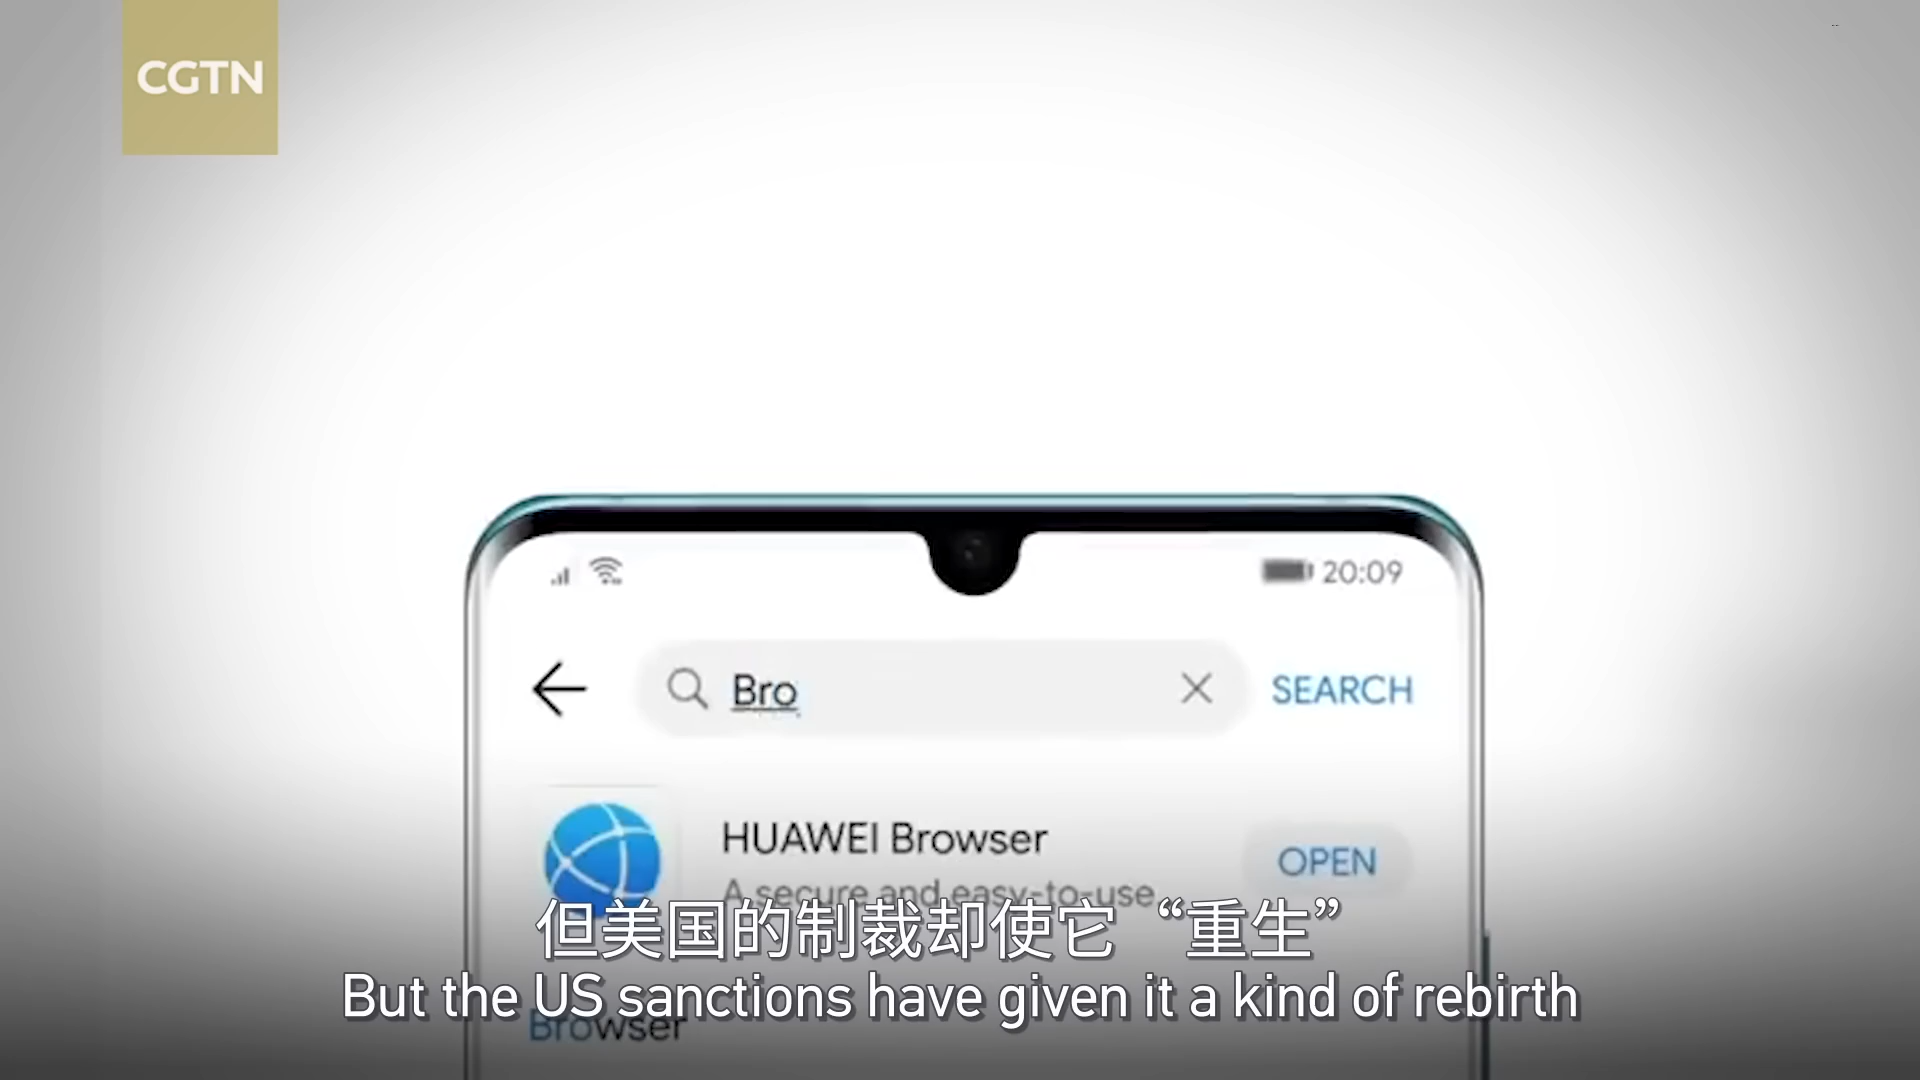 CGTN
20:09
Bro
SEARCH
HUAWEI Browser
OPEN
A secure and easy-to-use
但美国的制裁却使它“重生”
But the US sanctions have given it a kind of rebirth
Browser